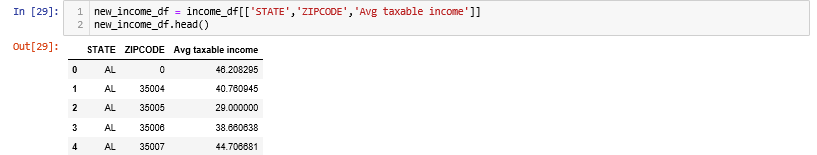 In [29]: 1 new_income_df = income_df[['STATE','ZIPCODE','Avg taxable income']]
2 new_income_df.head()
Out[29]:
STATE ZIPCODE Avg taxable income
0 AL 0 46.208295
1 AL 35004 40.760945
2 AL 35005 29.000000
3 AL 35006 38.660638
4 AL 35007 44.706681